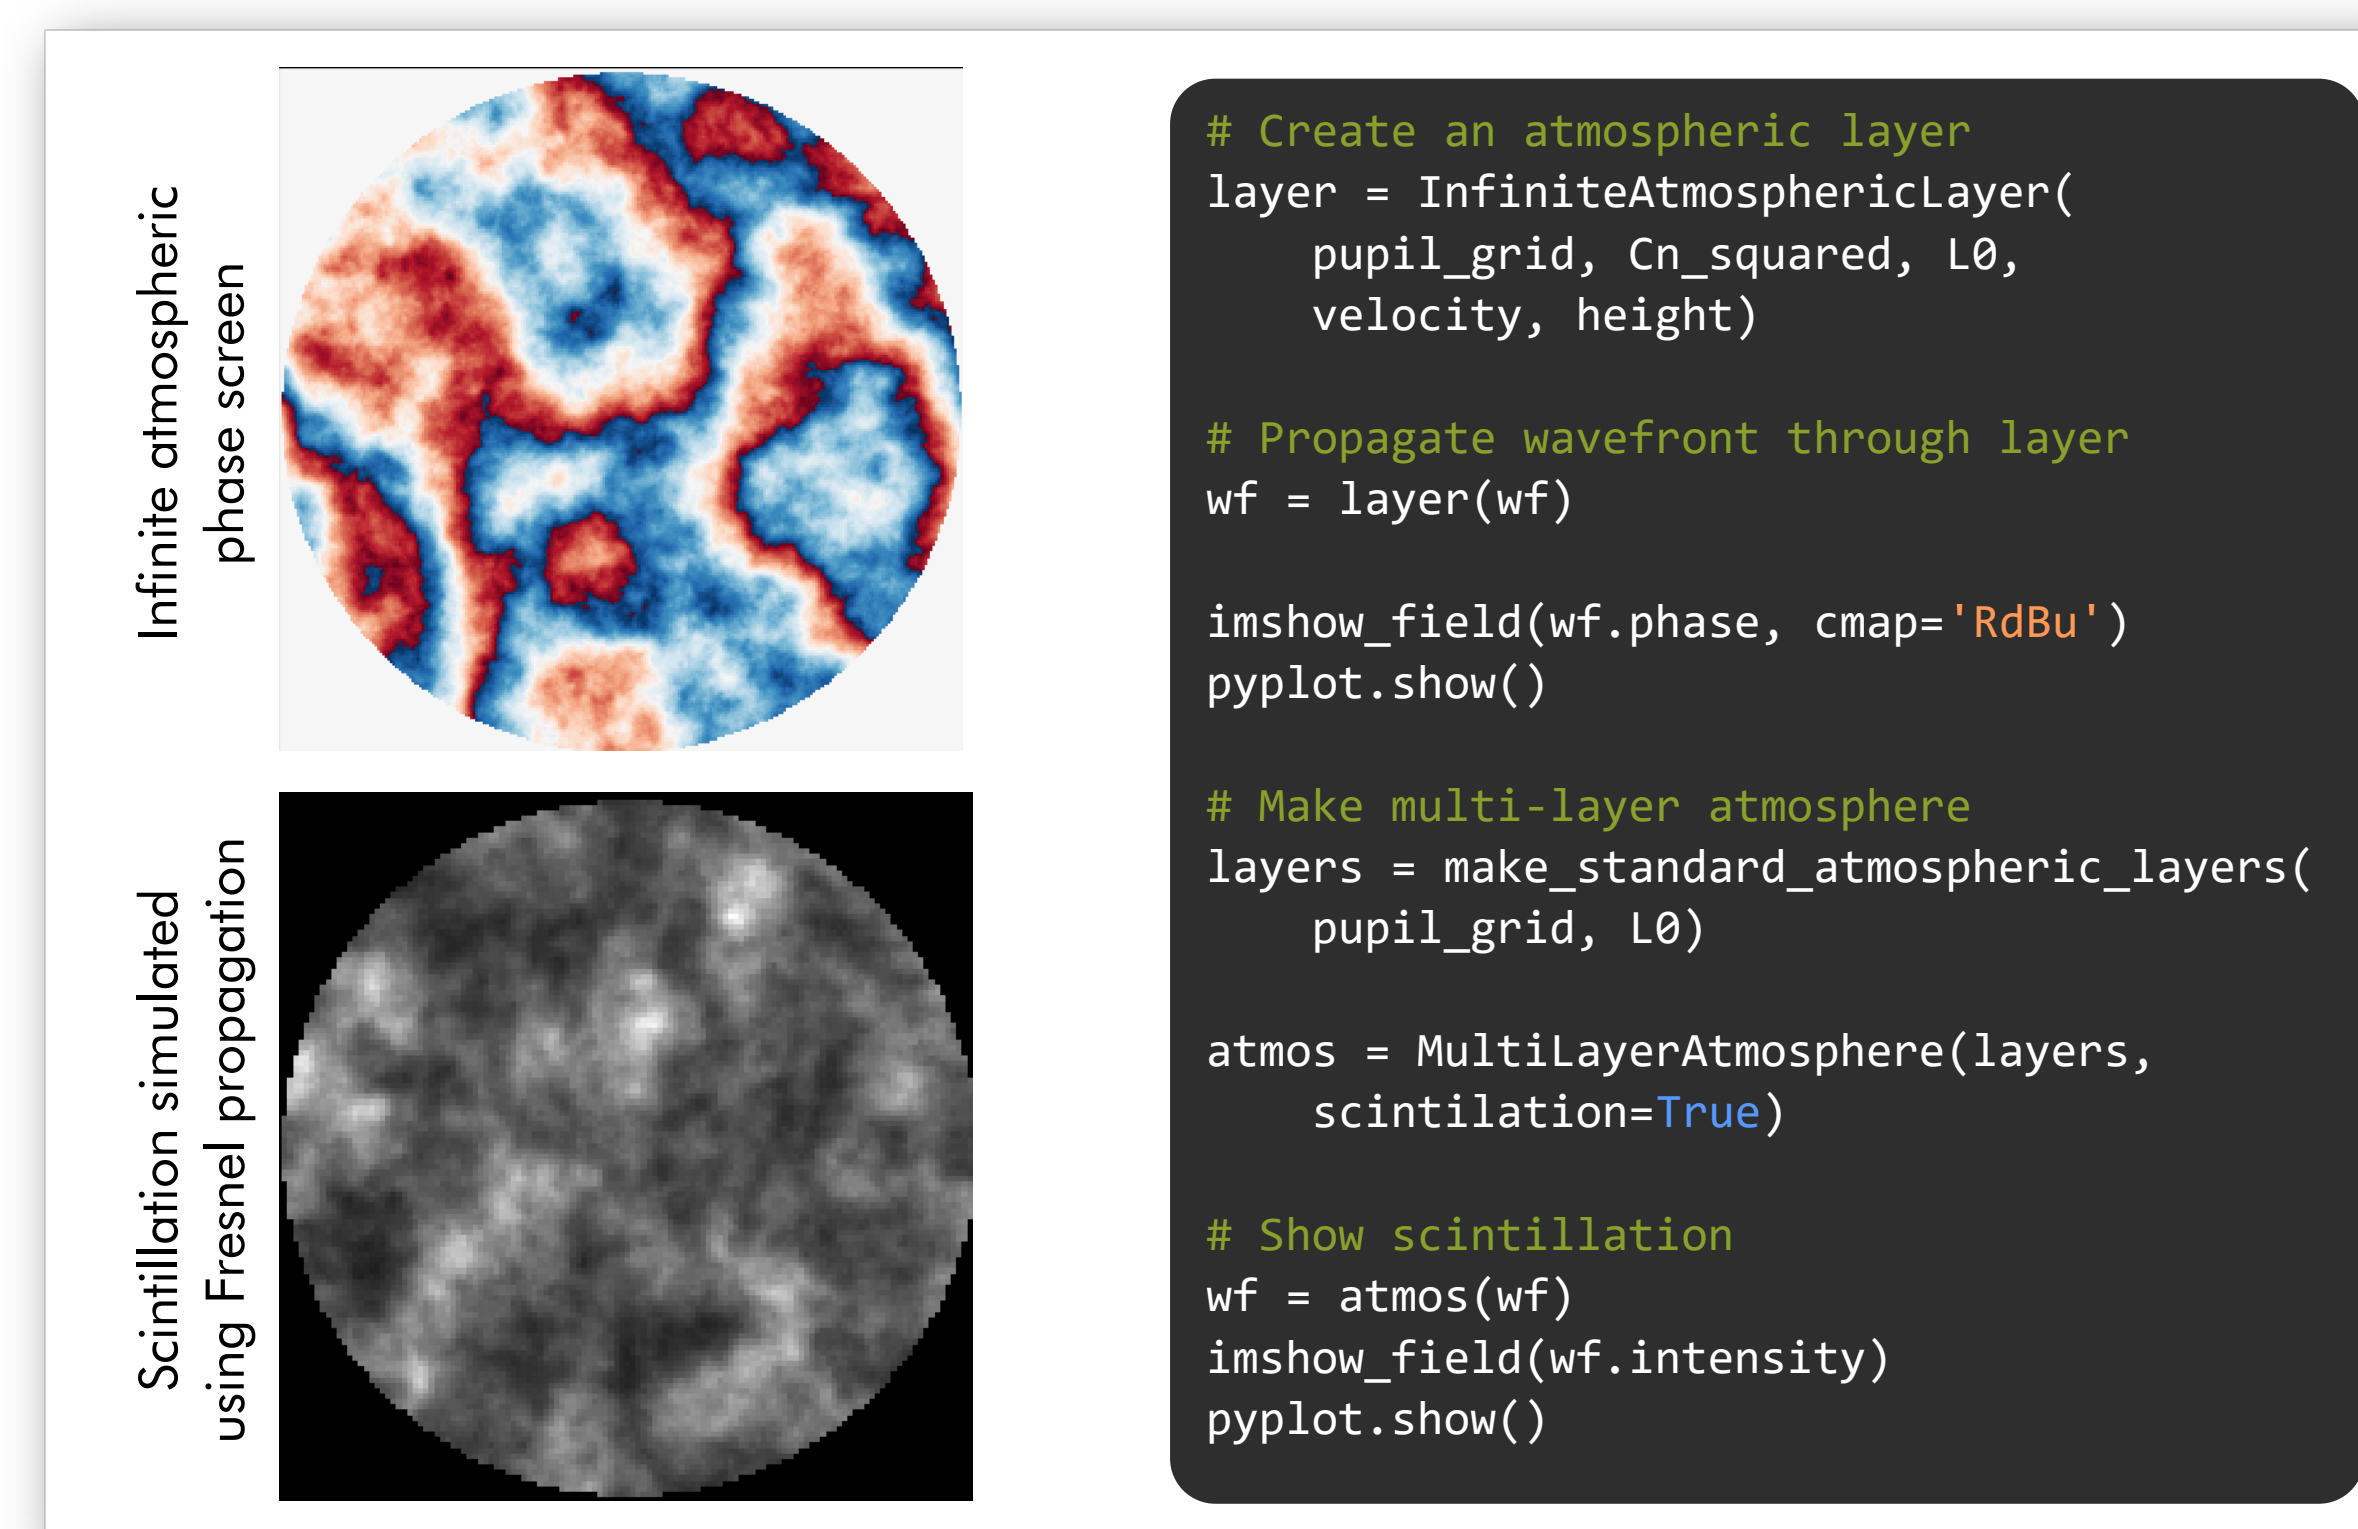 Infinite atmospheric
phase screen
Scintillation simulated
using Fresnel propagation
# Create an atmospheric layer
layer = InfiniteAtmosphericLayer(
    pupil_grid, Cn_squared, L0,
    velocity, height)
# Propagate wavefront through layer
wf = layer(wf)
imshow_field(wf.phase, cmap='RdBu')
pyplot.show()
# Make multi-layer atmosphere
layers = make_standard_atmospheric_layers(
    pupil_grid, L0)
atmos = MultiLayerAtmosphere(layers,
    scintilation=True)
# Show scintillation
wf = atmos(wf)
imshow_field(wf.intensity)
pyplot.show()